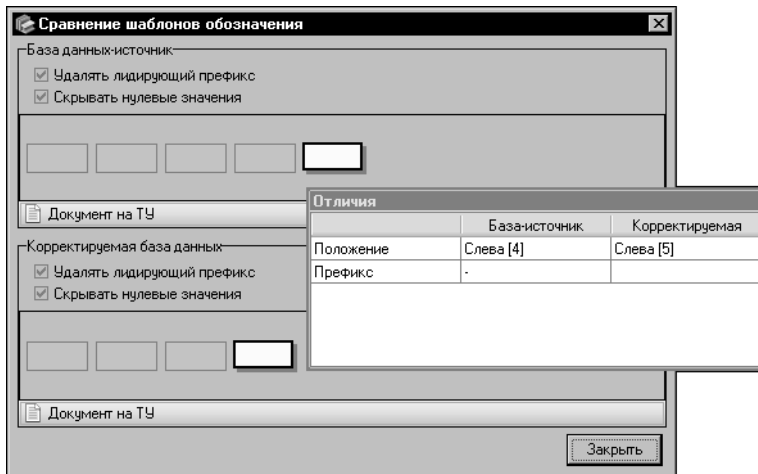 Сравнение шаблонов обозначения
База данных-источник
Удалять лидирующий префикс
Скрывать нулевые значения
Документ на ТУ
Отличия
База-источник Корректируемая
Положение Слева [4] Слева [5]
Префикс -
Корректируемая база данных
Удалять лидирующий префикс
Скрывать нулевые значения
Документ на ТУ
Закрыть